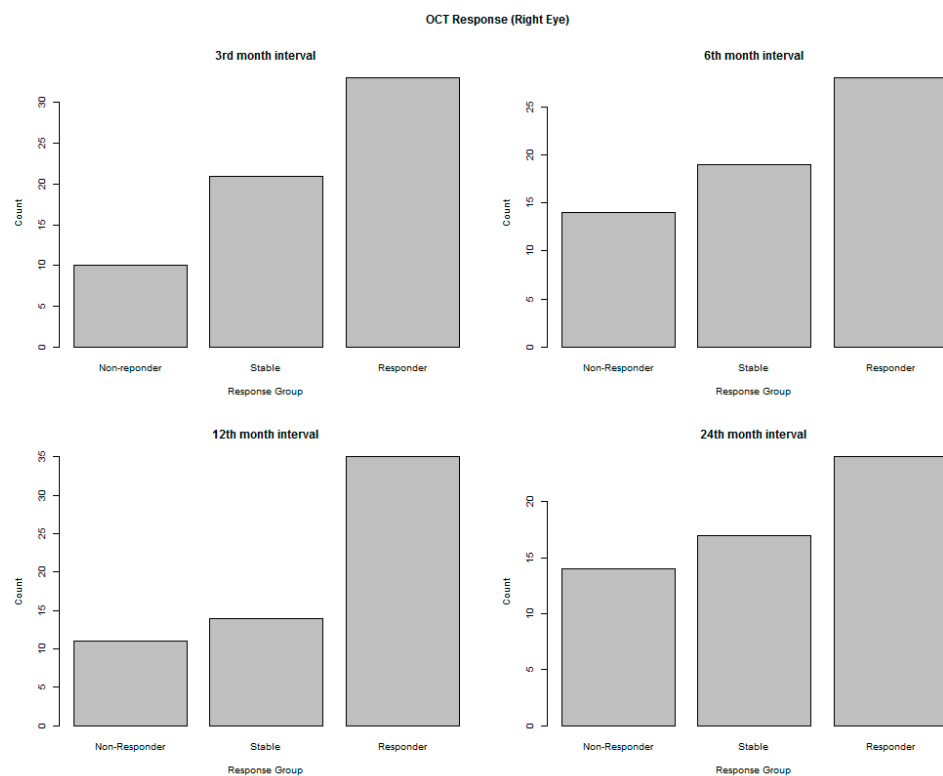 OCT Response (Right Eye)
3rd month interval
Count
0
5
10
15
20
25
30
Non-reponder
Stable
Responder
Response Group
6th month interval
Count
0
5
10
15
20
25
Non-Responder
Stable
Responder
Response Group
12th month interval
Count
0
5
10
15
20
25
30
35
Non-Responder
Stable
Responder
Response Group
24th month interval
Count
0
5
10
15
20
Non-Responder
Stable
Responder
Response Group